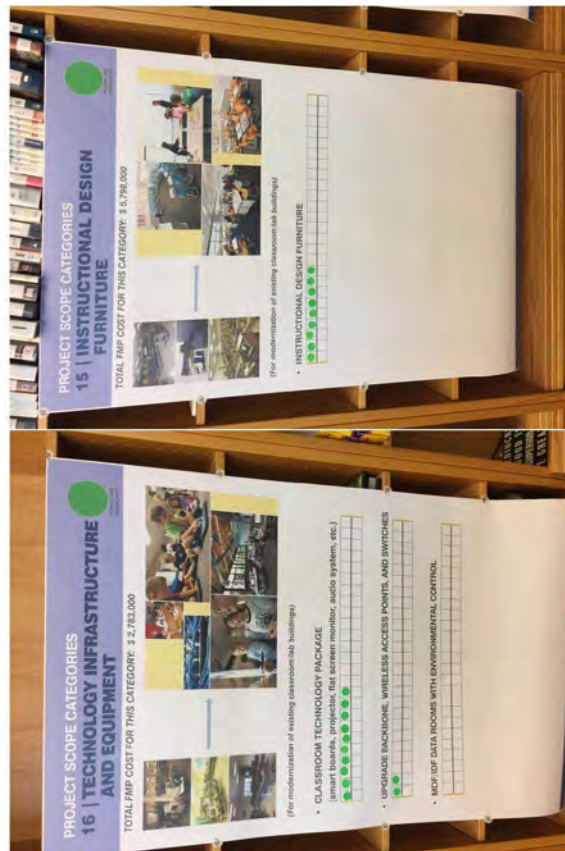 PROJECT SCOPE CATEGORIES
15 | INSTRUCTIONAL DESIGN
FURNITURE
TOTAL FMP COST FOR THIS CATEGORY: $ 5,798,000
(For modernization of existing classroom lab buildings)
• INSTRUCTIONAL DESIGN FURNITURE
PROJECT SCOPE CATEGORIES
16 | TECHNOLOGY INFRASTRUCTURE
AND EQUIPMENT
TOTAL FMP COST FOR THIS CATEGORY: $ 2,783,000
(For modernization of existing classroom lab buildings)
• CLASSROOM TECHNOLOGY PACKAGE
(smart boards, projector, flat screen monitor, audio system, etc.)
• UPGRADE BACKBONE, WIRELESS ACCESS POINTS, AND SWITCHES
• MDF/IDF DATA ROOMS WITH ENVIRONMENTAL CONTROL